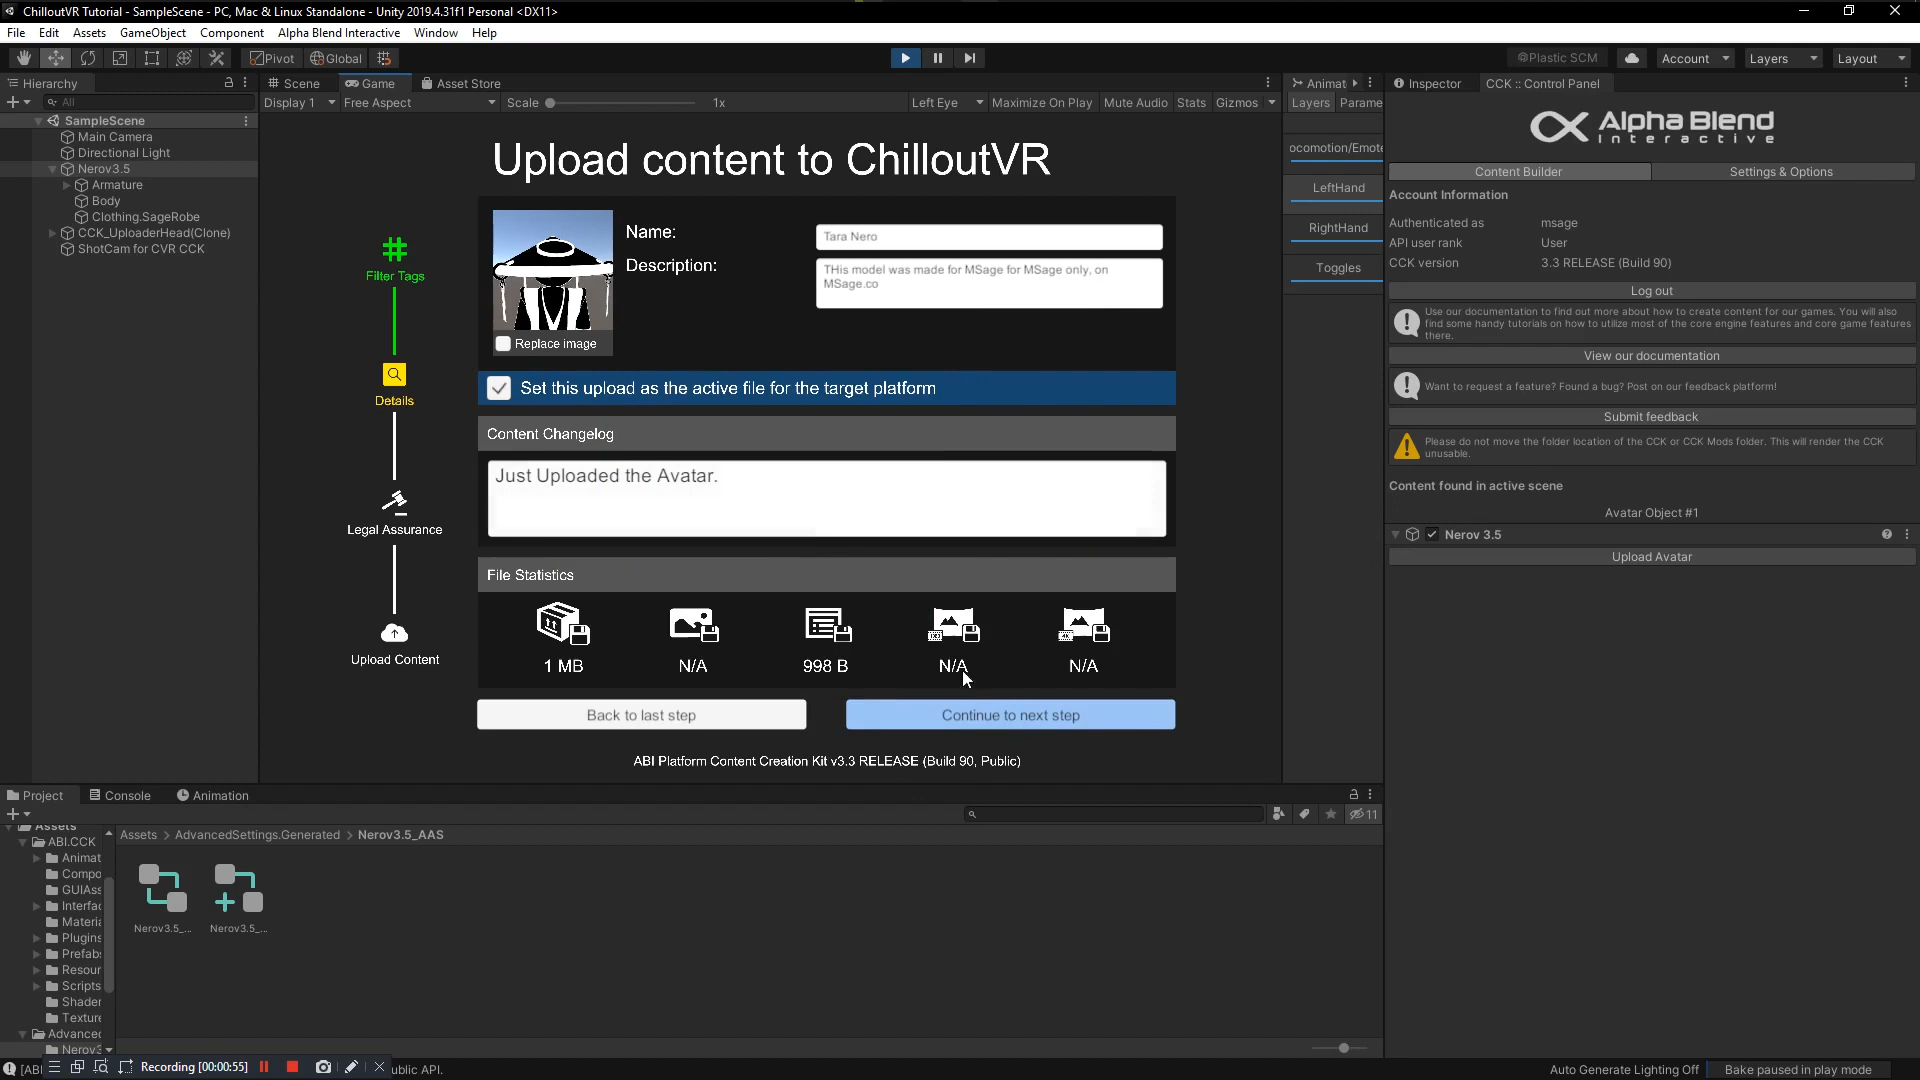 ChilloutVR Tutorial - SampleScene - PC, Mac & Linux Standalone - Unity 2019.4.31f1 Personal <DX11>
File Edit Assets GameObject Component Alpha Blend Interactive Window Help
Pivot Global Plastic SCM Account Layers Layout
Hierarchy
All
SampleScene
Main Camera
Directional Light
Nerov3.5
Armature
Body
Clothing.SageRobe
CCK_UploaderHead(Clone)
ShotCam for CVR CCK
Scene Game Asset Store
Display 1 Free Aspect Scale 1x Left Eye Maximize On Play Mute Audio Stats Gizmos
Upload content to ChilloutVR
Filter Tags
Details
Legal Assurance
Upload Content
Name:
Tara Nero
Description:
THis model was made for MSage for MSage only, on
MSage.co
Replace image
Set this upload as the active file for the target platform
Content Changelog
Just Uploaded the Avatar.
File Statistics
1 MB N/A 998 B N/A N/A
Back to last step Continue to next step
ABI Platform Content Creation Kit v3.3 RELEASE (Build 90, Public)
Animat
Layers Parame
ocomotion/Emote
LeftHand
RightHand
Toggles
Inspector CCK :: Control Panel
Alpha Blend
Interactive
Content Builder Settings & Options
Account Information
Authenticated as msage
API user rank User
CCK version 3.3 RELEASE (Build 90)
Log out
Use our documentation to find out more about how to create content for our games. You will also
find some handy tutorials on how to utilize most of the core engine features and core game features
there.
View our documentation
Want to request a feature? Found a bug? Post on our feedback platform!
Submit feedback
Please do not move the folder location of the CCK or CCK Mods folder. This will render the CCK
unusable.
Content found in active scene
Avatar Object #1
Nerov 3.5
Upload Avatar
Project Console Animation
11
Assets
ABI.CCK
Animat
Compo
GUIAss
Interfac
Materia
Plugins
Prefabs
Resour
Scripts
Shader
Texture
Advanced
Nerov3
Assets > AdvancedSettings.Generated > Nerov3.5_AAS
Nerov3.5_... Nerov3.5_...
[ABI Recording [00:00:55] ublic API.
Auto Generate Lighting Off Bake paused in play mode